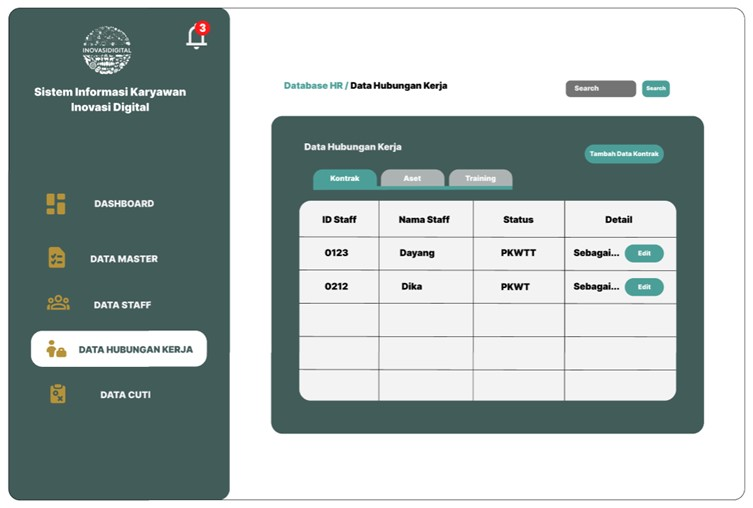 3
INOVASIDIGITAL
Sistem Informasi Karyawan
Inovasi Digital
DASHBOARD
DATA MASTER
DATA STAFF
DATA HUBUNGAN KERJA
DATA CUTI
Database HR / Data Hubungan Kerja
Search Search
Data Hubungan Kerja
Tambah Data Kontrak
Kontrak Aset Training
ID Staff Nama Staff Status Detail
0123 Dayang PKWTT Sebagai... Edit
0212 Dika PKWT Sebagai... Edit